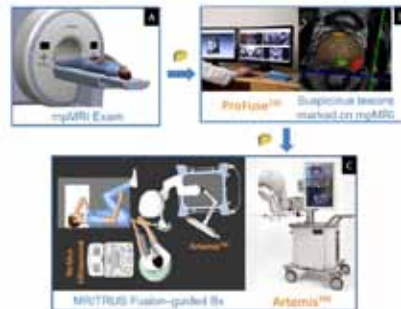 A
mpMRI Exam
B
ProFuse™
Suspicious lesions
marked on mpMRI
C
Artemis™
MRI/TRUS Fusion-guided Bx
Artemis™